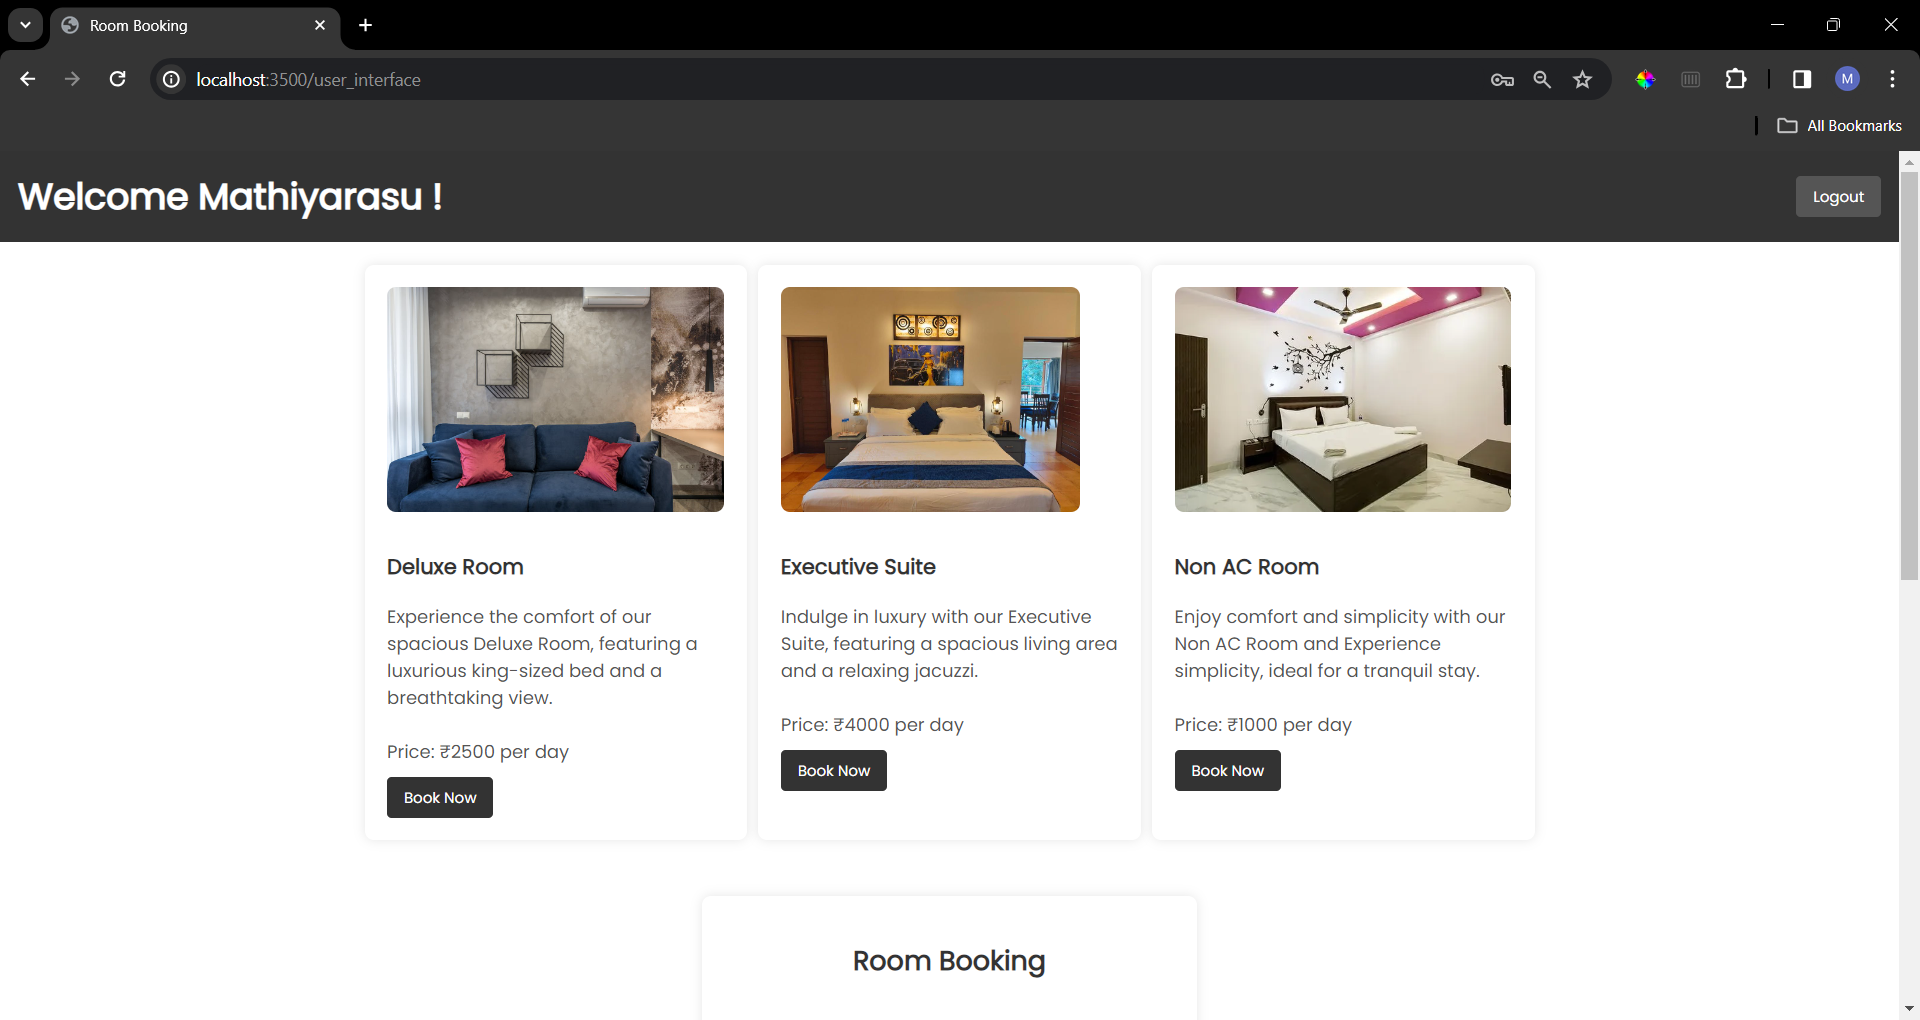 Room Booking
localhost:3500/user_interface
M
All Bookmarks
Welcome Mathiyarasu !
Logout
Deluxe Room
Experience the comfort of our
spacious Deluxe Room, featuring a
luxurious king-sized bed and a
breathtaking view.
Price: ₹2500 per day
Book Now
Executive Suite
Indulge in luxury with our Executive
Suite, featuring a spacious living area
and a relaxing jacuzzi.
Price: ₹4000 per day
Book Now
Non AC Room
Enjoy comfort and simplicity with our
Non AC Room and Experience
simplicity, ideal for a tranquil stay.
Price: ₹1000 per day
Book Now
Room Booking